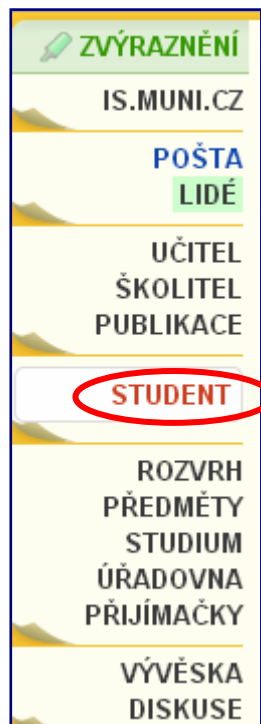 ZVÝRAZNĚNÍ
IS.MUNI.CZ
POŠTA
LIDÉ
UČITEL
ŠKOLITEL
PUBLIKACE
STUDENT
ROZVRH
PŘEDMĚTY
STUDIUM
ÚŘADOVNA
PŘIJÍMAČKY
VÝVĚSKA
DISKUSE